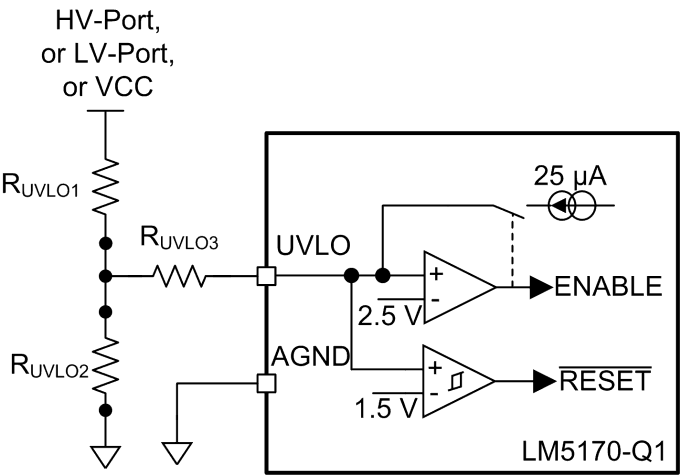 HV-Port,
or LV-Port,
or VCC
RUVLO1
25 µA
RUVLO3
UVLO
+
-
2.5 V
ENABLE
AGND
RUVLO2
+
-
1.5 V
RESET
LM5170-Q1